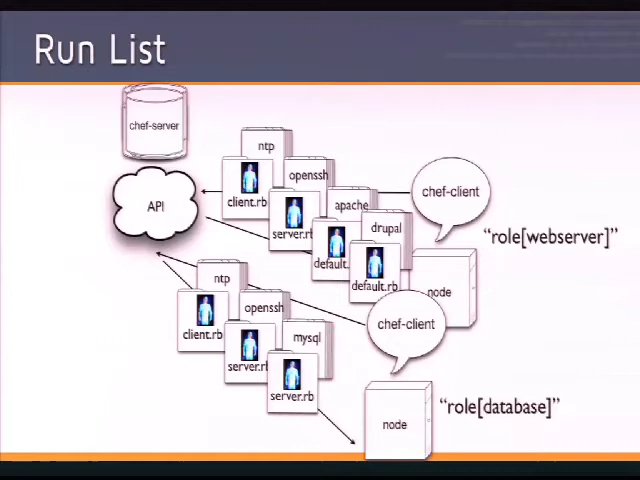 Run List
chef-server
API
ntp
client.rb
openssh
server.rb
apache
default.
drupal
default.rb
chef-client
"role[webserver]"
node
ntp
client.rb
openssh
server.rb
mysql
server.rb
chef-client
"role[database]"
node